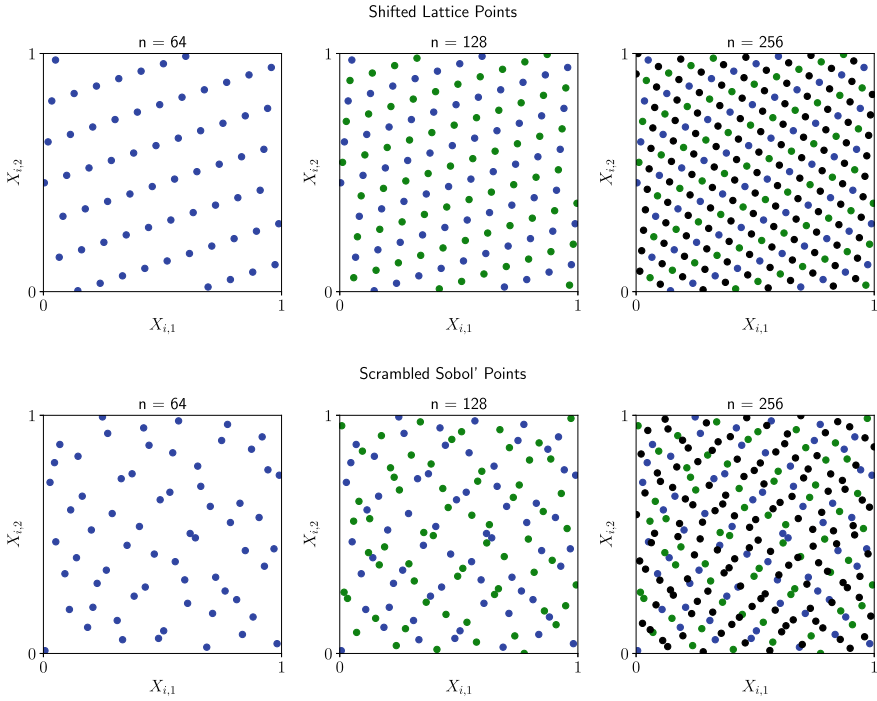 Shifted Lattice Points
n = 64
n = 128
n = 256
1
1
1
X_{i,2}
X_{i,2}
X_{i,2}
0
0
0
0
1
0
1
0
1
X_{i,1}
X_{i,1}
X_{i,1}
Scrambled Sobol' Points
n = 64
n = 128
n = 256
1
1
1
X_{i,2}
X_{i,2}
X_{i,2}
0
0
0
0
1
0
1
0
1
X_{i,1}
X_{i,1}
X_{i,1}